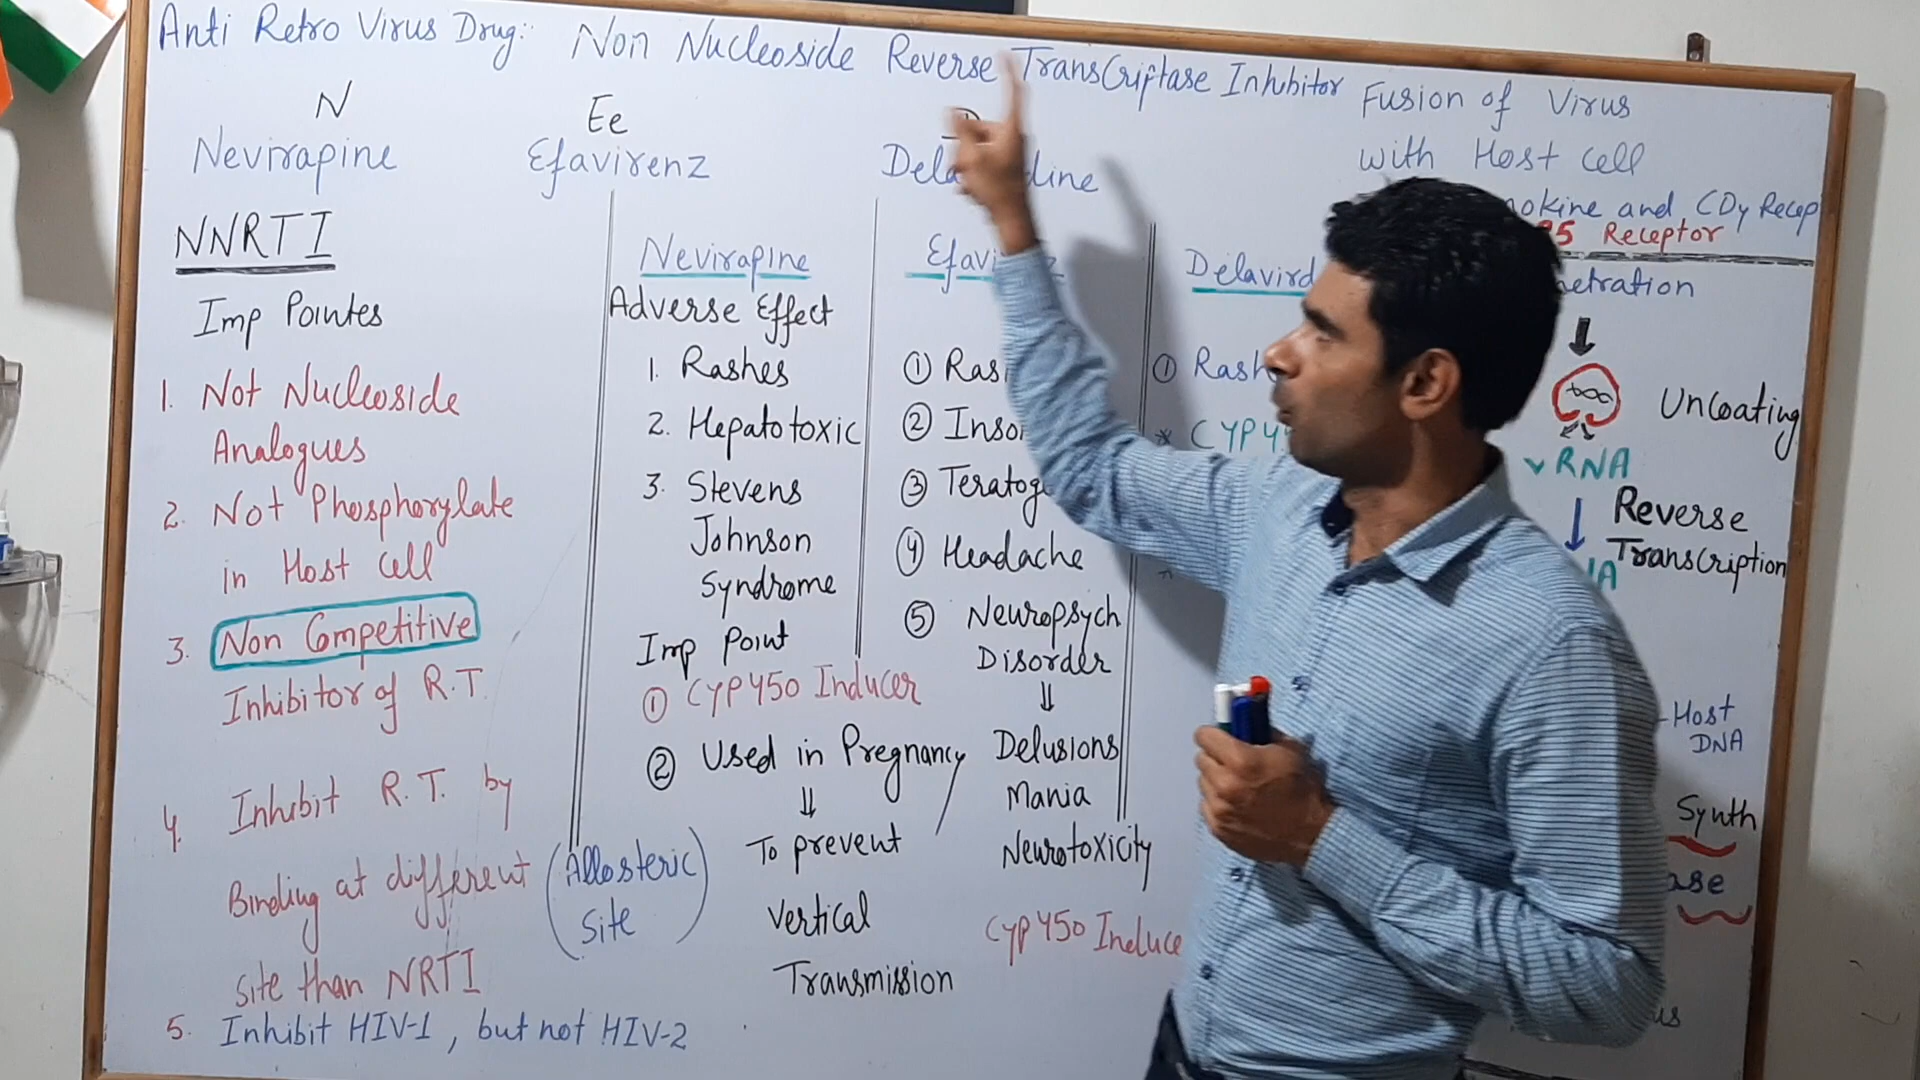 Anti Retro Virus Drug:- Non Nucleoside Reverse Transcriptase Inhibitor
N
Nevirapine
Ee
Efavirenz
NNRTI
Imp Pointes
1. Not Nucleoside
Analogues
2. Not Phosphorylate
in Host cell
3. Non Competitive
Inhibitor of R.T.
4. Inhibit R.T. by
Binding at different (Allosteric
Site)
site than NRTI
5. Inhibit HIV-1, but not HIV-2
Nevirapine
Adverse Effect
1. Rashes
2. Hepatotoxic
3. Stevens
Johnson
Syndrome
Imp Point
① CYP450 Inducer
② Used in Pregnancy
⇓
To prevent
Vertical
Transmission
①
②
③
④ Headache
⑤ Neuropsych
Disorder
⇓
Delusions
Mania
Neurotoxicity
CYP450 Induce
①
* 
Fusion of Virus
with Host cell
and CD4 Recep
Receptor
Uncoating
RNA
Reverse
Transcription
Host
DNA
Synth